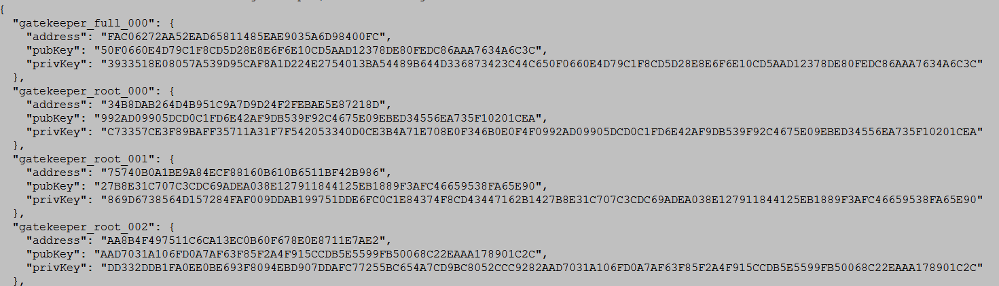 {
"gatekeeper_full_000": {
"address": "FAC06272AA52EAD65811485EAE9035A6D98400FC",
"pubKey": "50F0660E4D79C1F8CD5D28E8E6F6E10CD5AAD12378DE80FEDC86AAA7634A6C3C",
"privKey": "3933518E08057A539D95CAF8A1D224E2754013BA54489B644D336873423C44C650F0660E4D79C1F8CD5D28E8E6F6E10CD5AAD12378DE80FEDC86AAA7634A6C3C"
},
"gatekeeper_root_000": {
"address": "34B8DAB264D4B951C9A7D9D24F2FEBAE5E87218D",
"pubKey": "992AD09905DCD0C1FD6E42AF9DB539F92C4675E09EBED34556EA735F10201CEA",
"privKey": "C73357CE3F89BAFF35711A31F7F542053340D0CE3B4A71E708E0F346B0E0F4F0992AD09905DCD0C1FD6E42AF9DB539F92C4675E09EBED34556EA735F10201CEA"
},
"gatekeeper_root_001": {
"address": "75740B0A1BE9A84ECF88160B610B6511BF42B986",
"pubKey": "27B8E31C707C3CDC69ADEA038E127911844125EB1889F3AFC46659538FA65E90",
"privKey": "869D6738564D157284FAF009DDAB199751DDE6FC0C1E84374F8CD43447162B1427B8E31C707C3CDC69ADEA038E127911844125EB1889F3AFC46659538FA65E90"
},
"gatekeeper_root_002": {
"address": "AA8B4F497511C6CA13EC0B60F678E0E8711E7AE2",
"pubKey": "AAD7031A106FD0A7AF63F85F2A4F915CCDB5E5599FB50068C22EAAA178901C2C",
"privKey": "DD332DDB1FA0EE0BE693F8094EBD907DDAFC77255BC654A7CD9BC8052CCC9282AAD7031A106FD0A7AF63F85F2A4F915CCDB5E5599FB50068C22EAAA178901C2C"
},